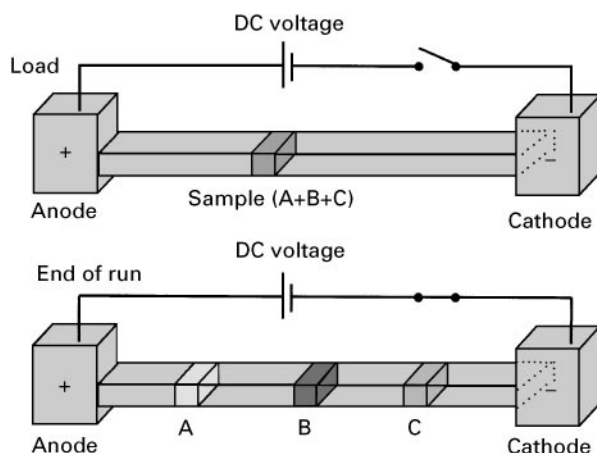 DC voltage
Load
+
−
Anode
Sample (A+B+C)
Cathode
DC voltage
End of run
+
−
Anode
A
B
C
Cathode